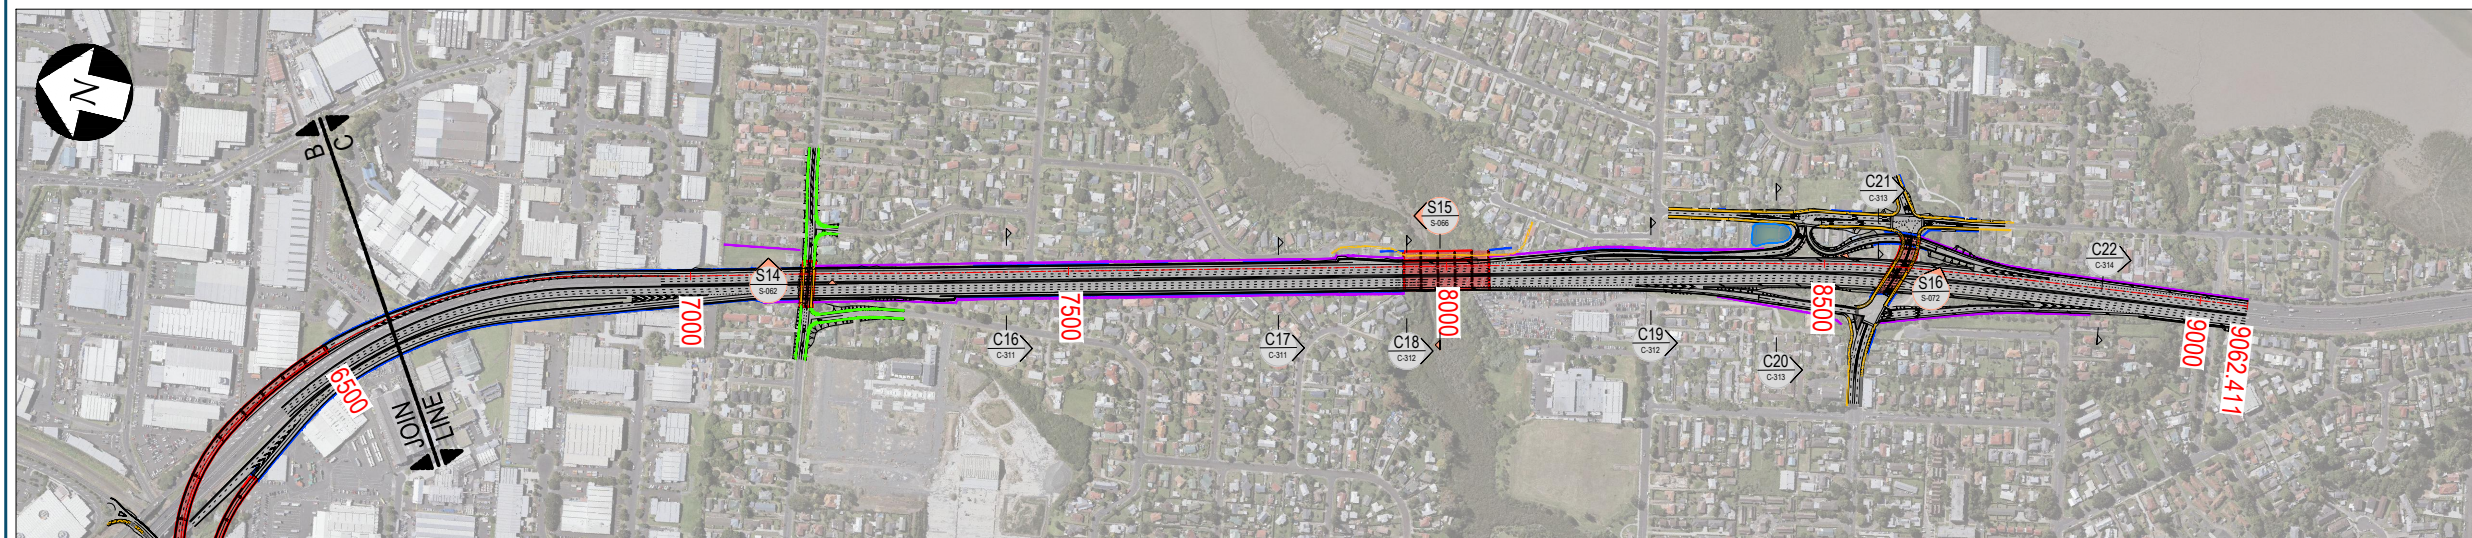 N
B
C
JOIN
LINE
6500
7000
S14
S-062
7500
C16
C-311
C17
C-311
C18
C-312
S15
S-066
8000
C19
C-312
C20
C-313
8500
C21
C-313
S16
S-072
C22
C-314
9000
9062.411